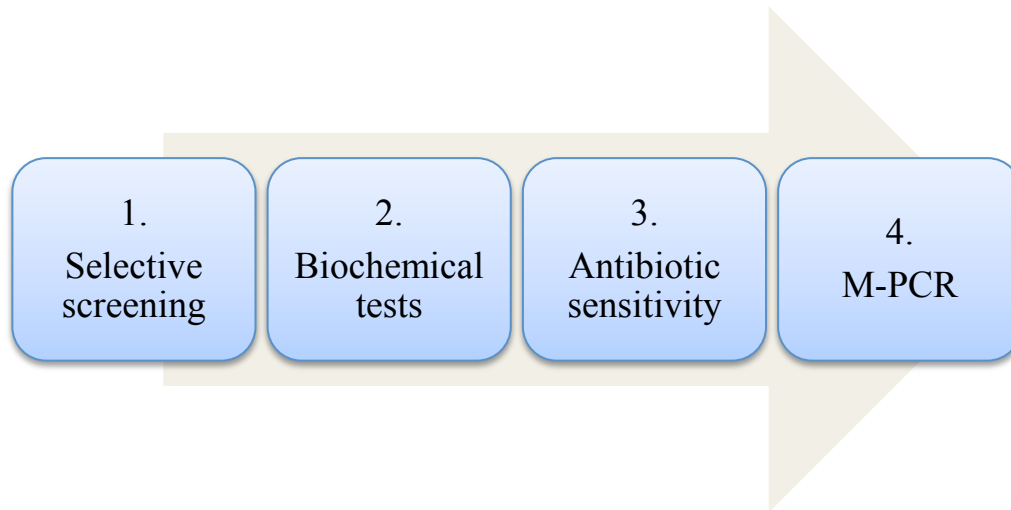 1.
Selective
screening
2.
Biochemical
tests
3.
Antibiotic
sensitivity
4.
M-PCR